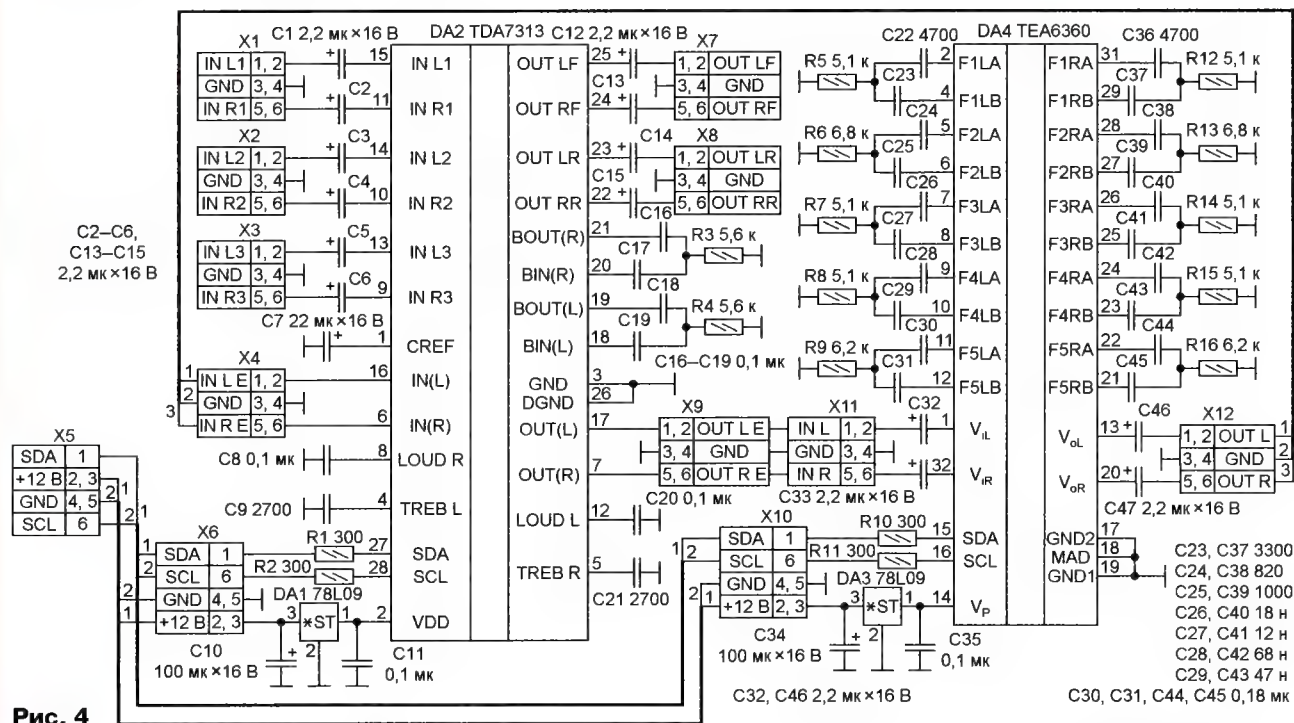 C1 2,2 мк×16 В
DA2 TDA7313
C12 2,2 мк×16 В
C22 4700
DA4 TEA6360
C36 4700
X1
IN L1 1, 2
GND 3, 4
IN R1 5, 6
15
C2
11
X2
IN L2 1, 2
GND 3, 4
IN R2 5, 6
C3
14
C4
10
X3
IN L3 1, 2
GND 3, 4
IN R3 5, 6
C5
13
C6
9
C2–C6,
C13–C15
2,2 мк×16 В
C7 22 мк×16 В
1
X4
IN L E 1, 2
GND 3, 4
IN R E 5, 6
1
2
3
16
6
C8 0,1 мк
8
C9 2700
4
X5
SDA 1
+12 В 2, 3
GND 4, 5
SCL 6
1
2
1
2
X6
SDA 1
SCL 6
GND 4, 5
+12 В 2, 3
1
2
2
1
R1 300
27
R2 300
28
DA1 78L09
3
*ST
1
2
2
C10
100 мк×16 В
C11
0,1 мк
IN L1
IN R1
IN L2
IN R2
IN L3
IN R3
CREF
IN(L)
IN(R)
LOUD R
TREB L
SDA
SCL
VDD
OUT LF
OUT RF
OUT LR
OUT RR
BOUT(R)
BIN(R)
BOUT(L)
BIN(L)
GND
DGND
OUT(L)
OUT(R)
LOUD L
TREB R
25
C13
24
X7
1, 2 OUT LF
3, 4 GND
5, 6 OUT RF
23
C14
C15
22
X8
1, 2 OUT LR
3, 4 GND
5, 6 OUT RR
21
C16
C17
20
R3 5,6 к
19
C18
C19
18
R4 5,6 к
C16–C19 0,1 мк
3
26
17
7
X9
1, 2 OUT L E
3, 4 GND
5, 6 OUT R E
X11
IN L 1, 2
GND 3, 4
IN R 5, 6
C32
1
32
C33 2,2 мк×16 В
12
C20 0,1 мк
5
C21 2700
X10
SDA 1
SCL 6
GND 4, 5
+12 В 2, 3
2
1
R10 300
15
R11 300
16
DA3 78L09
3
*ST
1
14
2
C34
100 мк×16 В
C35
0,1 мк
C32, C46 2,2 мк×16 В
R5 5,1 к
2
C23
4
R6 6,8 к
C24
5
C25
6
R7 5,1 к
C26
7
C27
8
R8 5,1 к
C28
9
C29
10
R9 6,2 к
C30
11
C31
12
F1LA
F1LB
F2LA
F2LB
F3LA
F3LB
F4LA
F4LB
F5LA
F5LB
ViL
ViR
SDA
SCL
VP
F1RA
F1RB
F2RA
F2RB
F3RA
F3RB
F4RA
F4RB
F5RA
F5RB
VoL
VoR
GND2
MAD
GND1
31
C37
29
R12 5,1 к
28
C38
C39
27
R13 6,8 к
26
C40
C41
25
R14 5,1 к
24
C42
C43
23
R15 5,1 к
22
C44
C45
21
R16 6,2 к
13
C46
20
C47 2,2 мк×16 В
X12
1, 2 OUT L
3, 4 GND
5, 6 OUT R
1
2
3
17
18
19
C23, C37 3300
C24, C38 820
C25, C39 1000
C26, C40 18 н
C27, C41 12 н
C28, C42 68 н
C29, C43 47 н
C30, C31, C44, C45 0,18 мк
Рис. 4